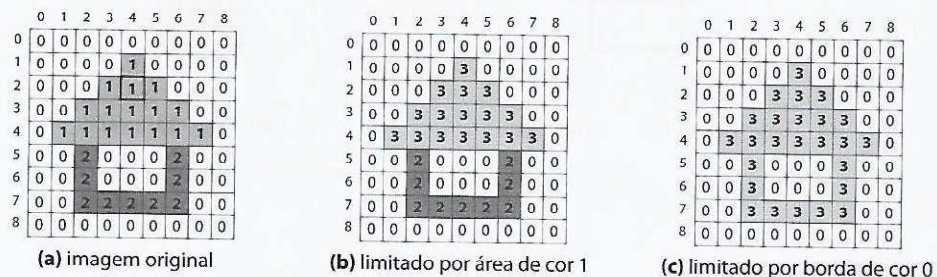 0 1 2 3 4 5 6 7 8
0 0 0 0 0 0 0 0 0 0
1 0 0 0 0 1 0 0 0 0
2 0 0 0 1 1 1 0 0 0
3 0 0 1 1 1 1 1 0 0
4 0 1 1 1 1 1 1 1 0
5 0 0 2 0 0 0 2 0 0
6 0 0 2 0 0 0 2 0 0
7 0 0 2 2 2 2 2 0 0
8 0 0 0 0 0 0 0 0 0
(a) imagem original
0 1 2 3 4 5 6 7 8
0 0 0 0 0 0 0 0 0 0
1 0 0 0 0 3 0 0 0 0
2 0 0 0 3 3 3 0 0 0
3 0 0 3 3 3 3 3 0 0
4 0 3 3 3 3 3 3 3 0
5 0 0 2 0 0 0 2 0 0
6 0 0 2 0 0 0 2 0 0
7 0 0 2 2 2 2 2 0 0
8 0 0 0 0 0 0 0 0 0
(b) limitado por área de cor 1
0 1 2 3 4 5 6 7 8
0 0 0 0 0 0 0 0 0 0
1 0 0 0 0 3 0 0 0 0
2 0 0 0 3 3 3 0 0 0
3 0 0 3 3 3 3 3 0 0
4 0 3 3 3 3 3 3 3 0
5 0 0 3 0 0 0 3 0 0
6 0 0 3 0 0 0 3 0 0
7 0 0 3 3 3 3 3 0 0
8 0 0 0 0 0 0 0 0 0
(c) limitado por borda de cor 0